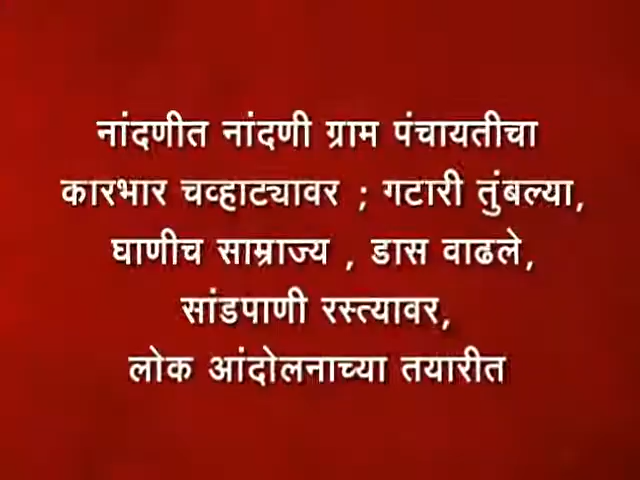 नांदणीत नांदणी ग्राम पंचायतीचा
कारभार चव्हाट्यावर ; गटारी तुंबल्या,
घाणीच साम्राज्य , डास वाढले,
सांडपाणी रस्त्यावर,
लोक आंदोलनाच्या तयारीत